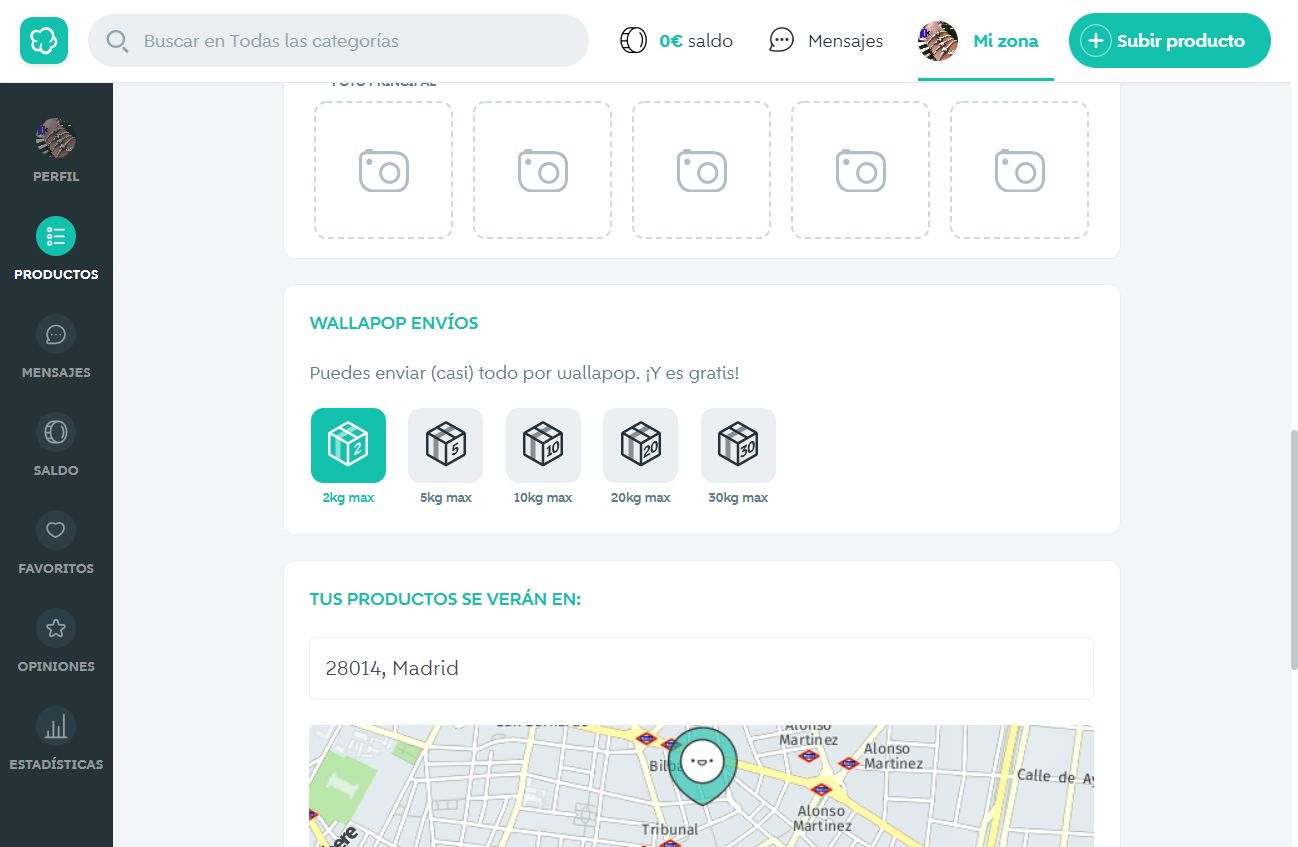 Buscar en Todas las categorías
0€ saldo
Mensajes
Mi zona
Subir producto
FOTO PRINCIPAL
PERFIL
PRODUCTOS
MENSAJES
SALDO
FAVORITOS
OPINIONES
ESTADÍSTICAS
WALLAPOP ENVÍOS
Puedes enviar (casi) todo por wallapop. ¡Y es gratis!
2 5 10 20 30
2kg max 5kg max 10kg max 20kg max 30kg max
TUS PRODUCTOS SE VERÁN EN:
28014, Madrid
Alonso
Martinez
Alonso
Martinez
Calle de
Alonso
Martinez
Tribunal